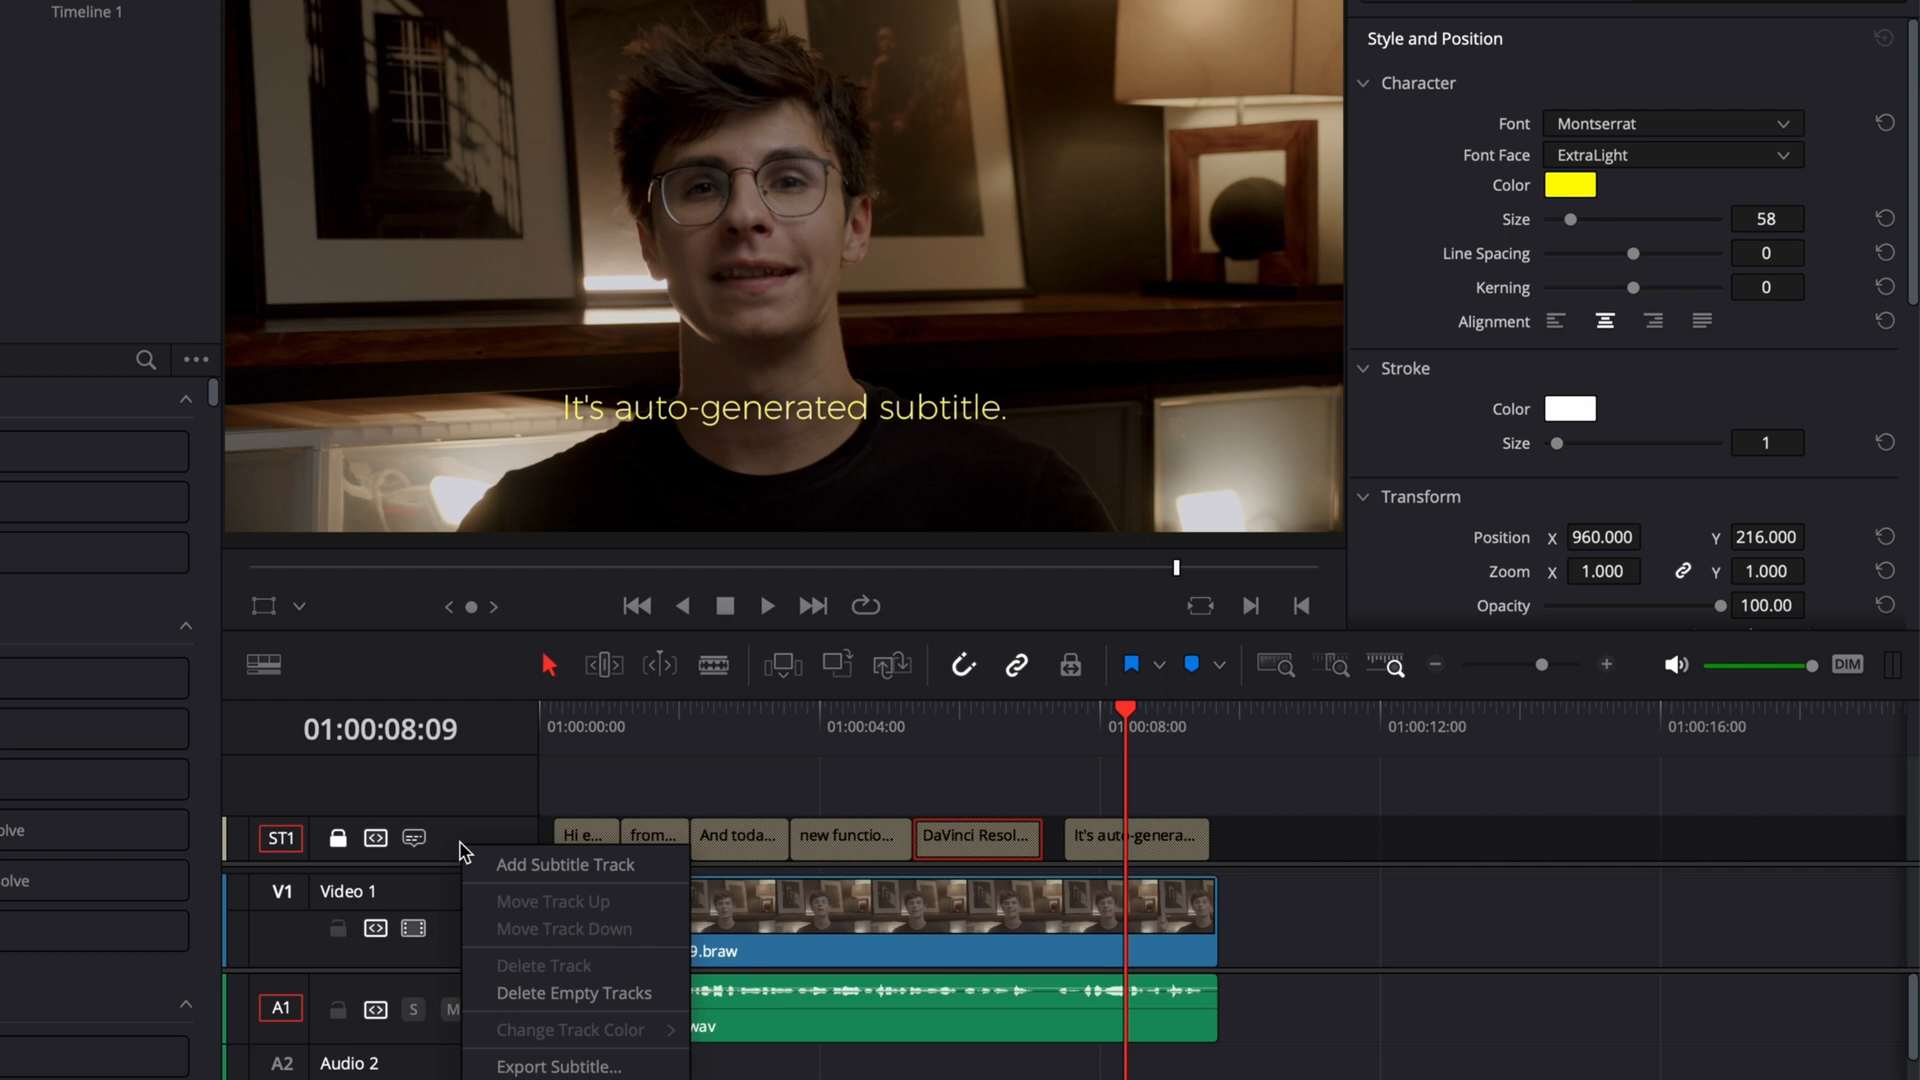 Timeline 1
Style and Position
Character
Font Montserrat
Font Face ExtraLight
Color
Size 58
Line Spacing 0
Kerning 0
Alignment
Stroke
Color
Size 1
Transform
Position X 960.000 Y 216.000
Zoom X 1.000 Y 1.000
Opacity 100.00
It's auto-generated subtitle.
DIM
01:00:08:09
01:00:00:00 01:00:04:00 01:00:08:00 01:00:12:00 01:00:16:00
olve
olve
ST1
Hi e... from... And toda... new functio... DaVinci Resol... It's auto-genera...
V1 Video 1
9.braw
A1 S M
wav
A2 Audio 2
Add Subtitle Track
Move Track Up
Move Track Down
Delete Track
Delete Empty Tracks
Change Track Color
Export Subtitle...